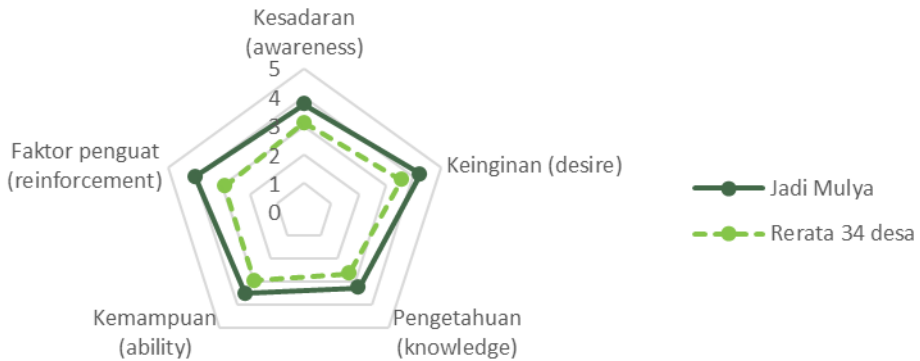 Kesadaran
(awareness)
5
4
3
2
1
0
Keinginan (desire)
Pengetahuan
(knowledge)
Kemampuan
(ability)
Faktor penguat
(reinforcement)
Jadi Mulya
Rerata 34 desa